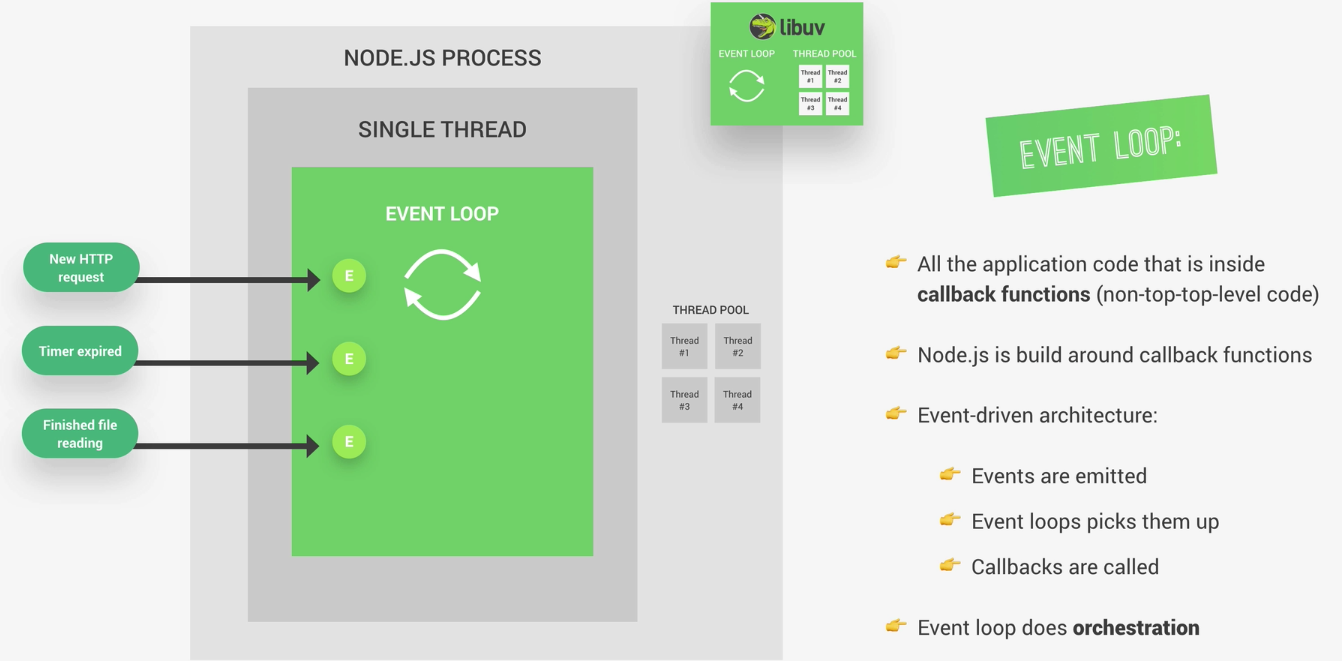 NODE.JS PROCESS
SINGLE THREAD
EVENT LOOP
New HTTP
request
E
Timer expired
E
Finished file
reading
E
THREAD POOL
Thread
#1
Thread
#2
Thread
#3
Thread
#4
libuv
EVENT LOOP
THREAD POOL
Thread
#1
Thread
#2
Thread
#3
Thread
#4
EVENT LOOP:
All the application code that is inside
callback functions (non-top-top-level code)
Node.js is build around callback functions
Event-driven architecture:
Events are emitted
Event loops picks them up
Callbacks are called
Event loop does orchestration